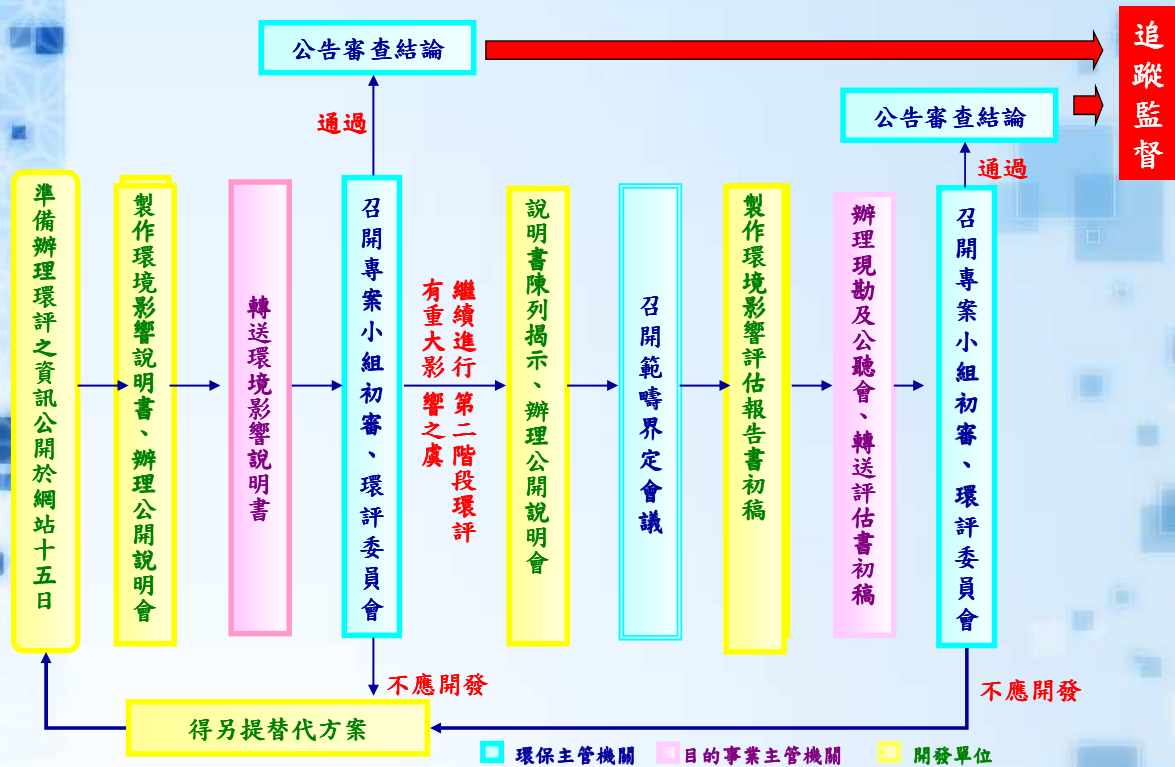 公告審查結論
追蹤監督
公告審查結論
通過
通過
準備辦理環評之資訊公開於網站十五日
製作環境影響說明書、辦理公開說明會
轉送環境影響說明書
召開專案小組初審、環評委員會
有重大影響之虞
繼續進行第二階段環評
說明書陳列揭示、辦理公開說明會
召開範疇界定會議
製作環境影響評估報告書初稿
辦理現勘及公聽會、轉送評估書初稿
召開專案小組初審、環評委員會
不應開發
不應開發
得另提替代方案
環保主管機關
目的事業主管機關
開發單位